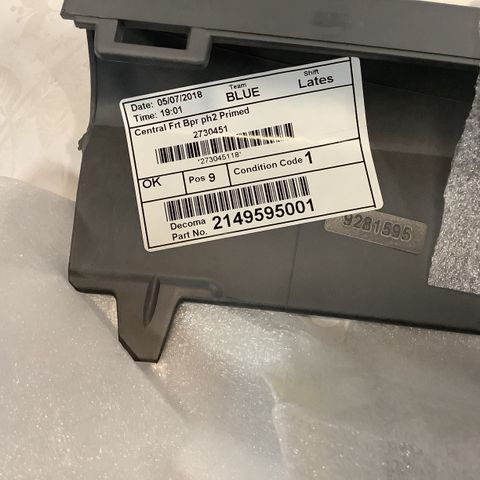 Date: 05/07/2018 Team Shift
Time: 19:01 BLUE Lates
Central Frt Bpr ph2 Primed
2730451
*273045118*
OK Pos 9 Condition Code 1
Decoma
Part No. 2149595001
9281595